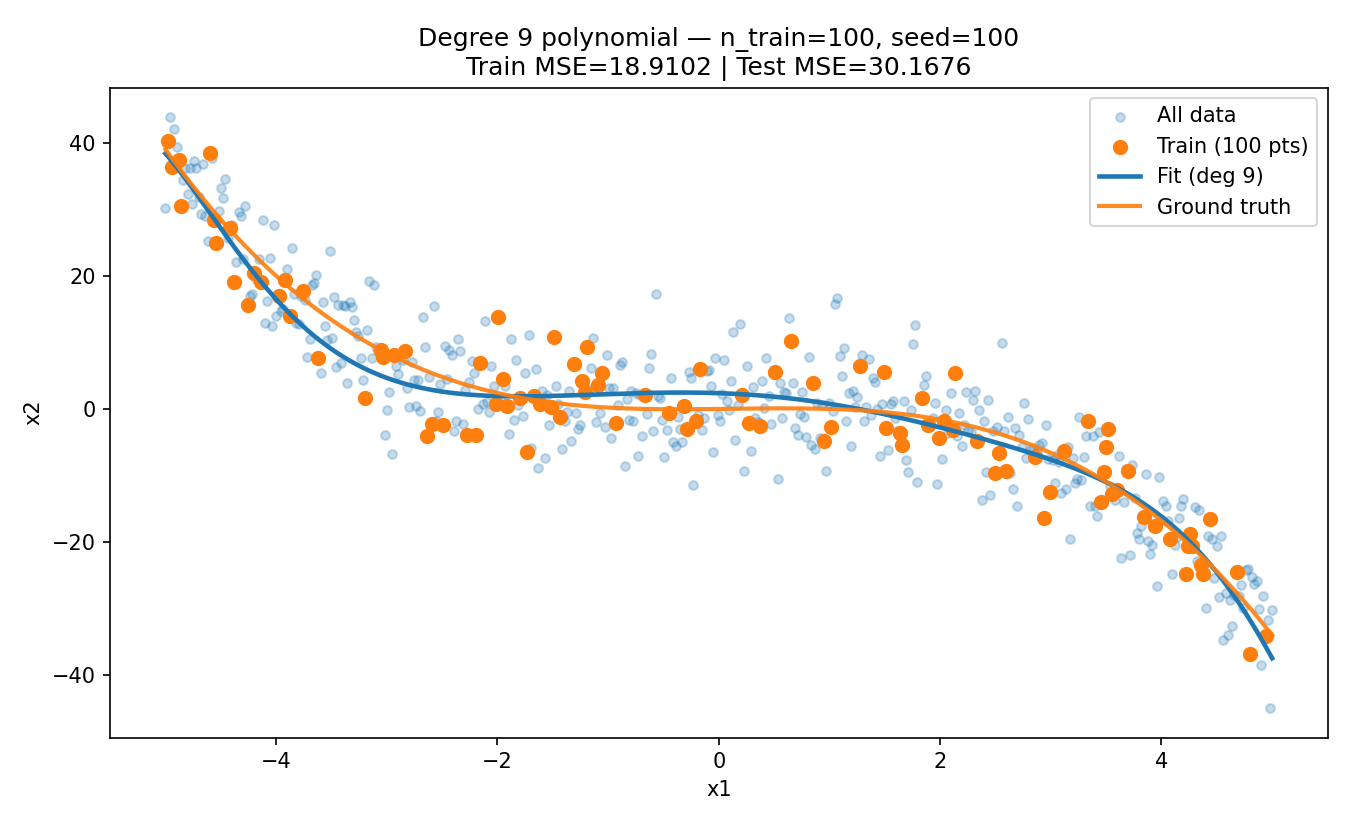 Degree 9 polynomial — n_train=100, seed=100
Train MSE=18.9102 | Test MSE=30.1676
All data
Train (100 pts)
Fit (deg 9)
Ground truth
40
20
0
−20
−40
x2
−4
−2
0
2
4
x1